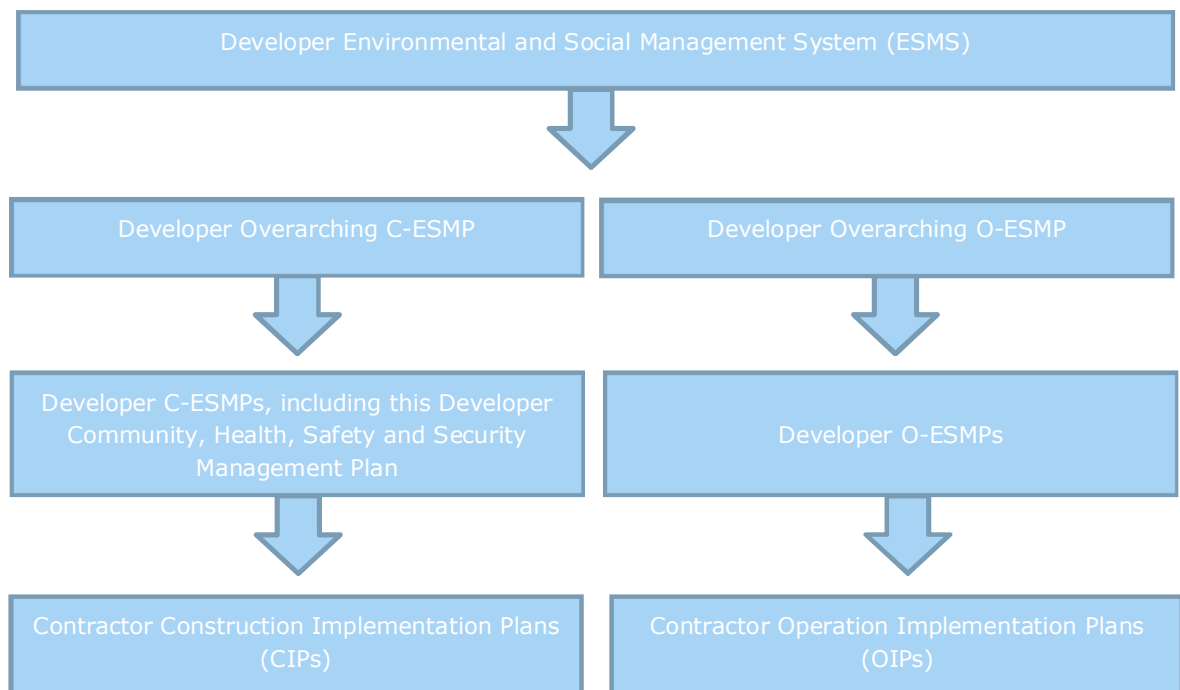 Developer Environmental and Social Management System (ESMS)
Developer Overarching C-ESMP
Developer Overarching O-ESMP
Developer C-ESMPs, including this Developer
Community, Health, Safety and Security
Management Plan
Developer O-ESMPs
Contractor Construction Implementation Plans
(CIPs)
Contractor Operation Implementation Plans
(OIPs)